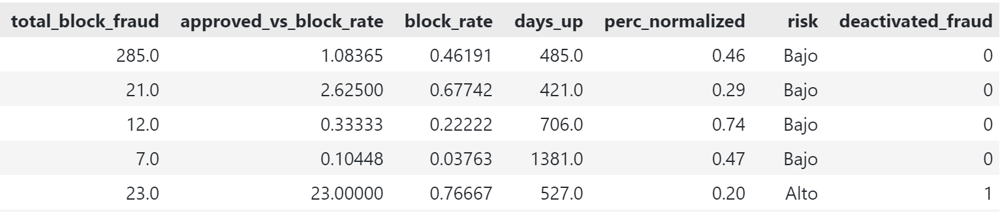 total_block_fraud approved_vs_block_rate block_rate days_up perc_normalized risk deactivated_fraud
285.0 1.08365 0.46191 485.0 0.46 Bajo 0
21.0 2.62500 0.67742 421.0 0.29 Bajo 0
12.0 0.33333 0.22222 706.0 0.74 Bajo 0
7.0 0.10448 0.03763 1381.0 0.47 Bajo 0
23.0 23.00000 0.76667 527.0 0.20 Alto 1